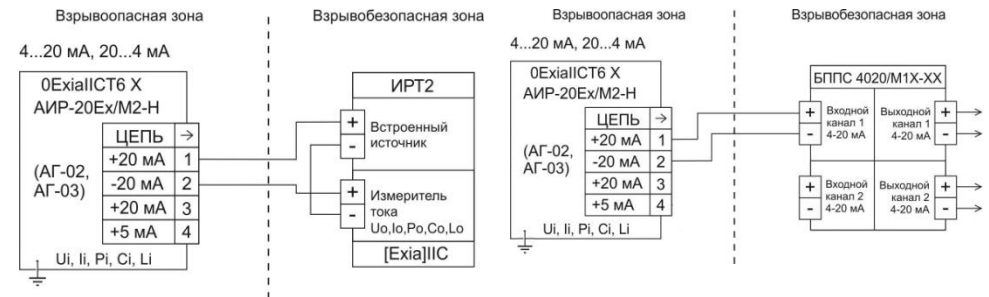 Взрывоопасная зона
Взрывобезопасная зона
4...20 мА, 20...4 мА
0ExiaIICT6 X
АИР-20Ex/М2-Н
(АГ-02,
АГ-03)
ЦЕПЬ →
+20 мА 1
-20 мА 2
+20 мА 3
+5 мА 4
Ui, Ii, Pi, Ci, Li
ИРТ2
+
-
Встроенный
источник
+
-
Измеритель
тока
Uo,Io,Po,Co,Lo
[Exia]IIC
Взрывоопасная зона
Взрывобезопасная зона
4...20 мА, 20...4 мА
0ExiaIICT6 X
АИР-20Ex/М2-Н
(АГ-02,
АГ-03)
ЦЕПЬ →
+20 мА 1
-20 мА 2
+20 мА 3
+5 мА 4
Ui, Ii, Pi, Ci, Li
БППС 4020/М1Х-ХХ
+
-
Входной
канал 1
4-20 мА
Выходной
канал 1
4-20 мА
+
-
+
-
Входной
канал 2
4-20 мА
Выходной
канал 2
4-20 мА
+
-